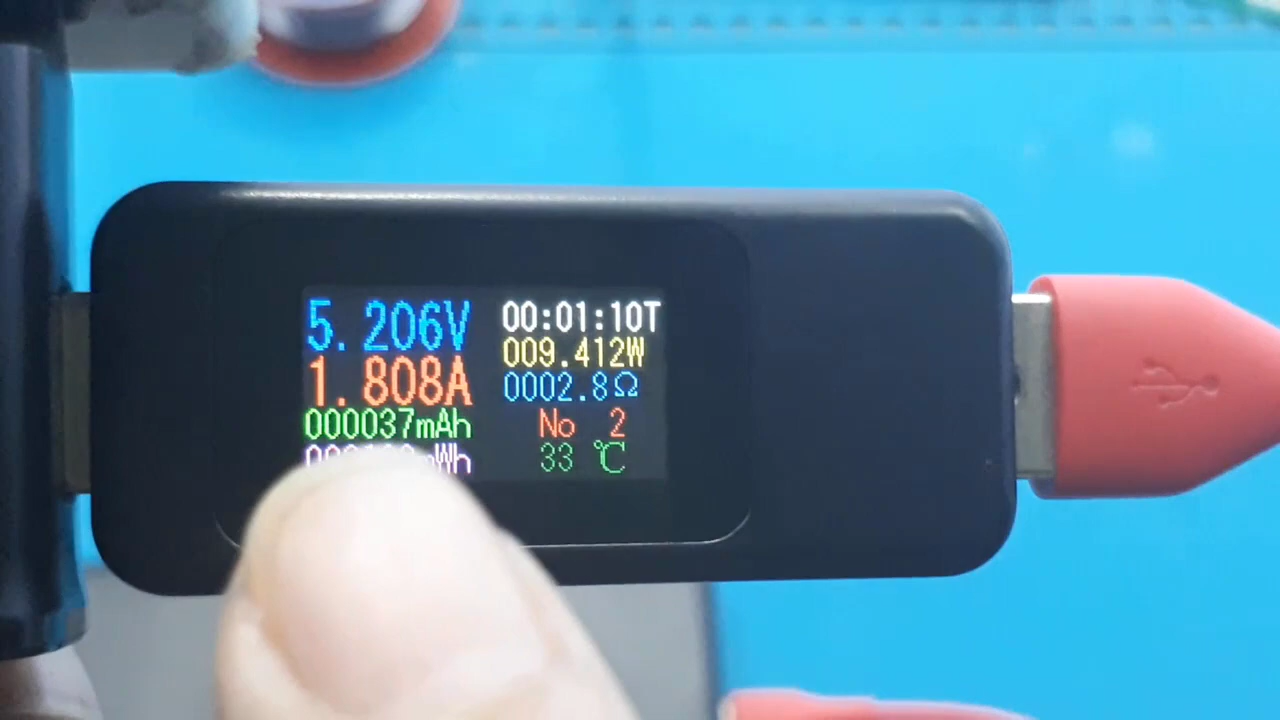 5.206V
1.808A
000037mAh
00:01:10T
009.412W
0002.8Ω
No 2
33 ℃